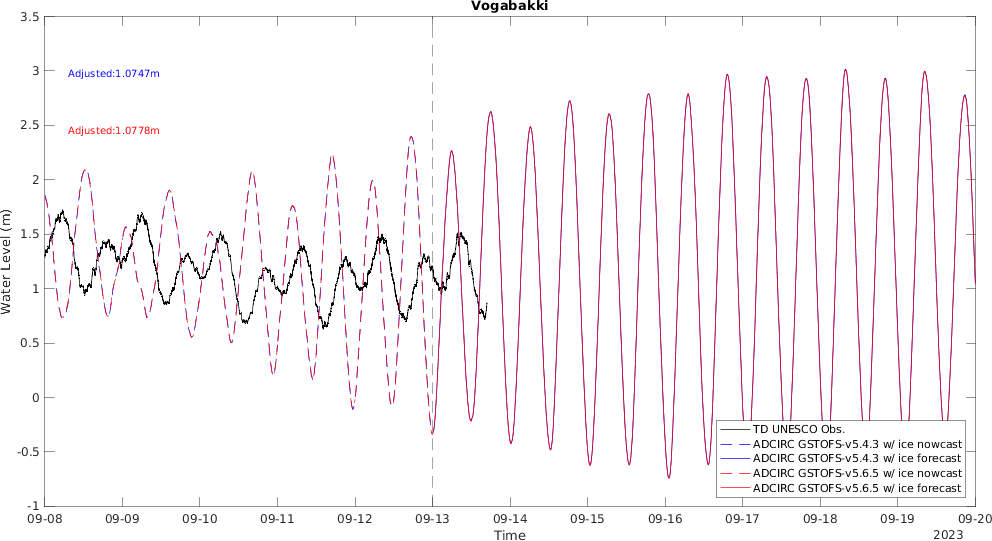 Vogabakki
3.5
3
2.5
2
1.5
1
0.5
0
-0.5
-1
Water Level (m)
Adjusted:1.0747m
Adjusted:1.0778m
TD UNESCO Obs.
ADCIRC GSTOFS-v5.4.3 w/ ice nowcast
ADCIRC GSTOFS-v5.4.3 w/ ice forecast
ADCIRC GSTOFS-v5.6.5 w/ ice nowcast
ADCIRC GSTOFS-v5.6.5 w/ ice forecast
09-08 09-09 09-10 09-11 09-12 09-13 09-14 09-15 09-16 09-17 09-18 09-19 09-20
Time
2023